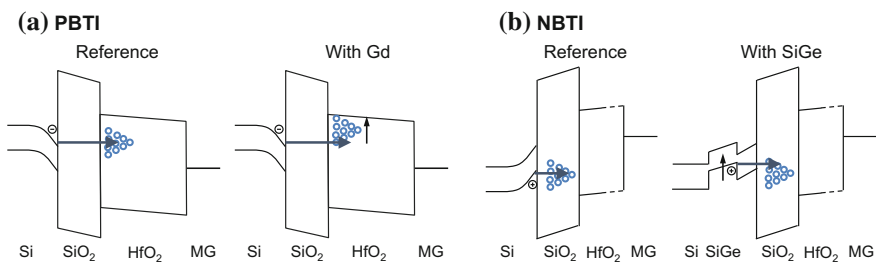 (a) PBTI
Reference
With Gd
Si SiO₂ HfO₂ MG
Si SiO₂ HfO₂ MG
(b) NBTI
Reference
With SiGe
Si SiO₂ HfO₂ MG
Si SiGe SiO₂ HfO₂ MG